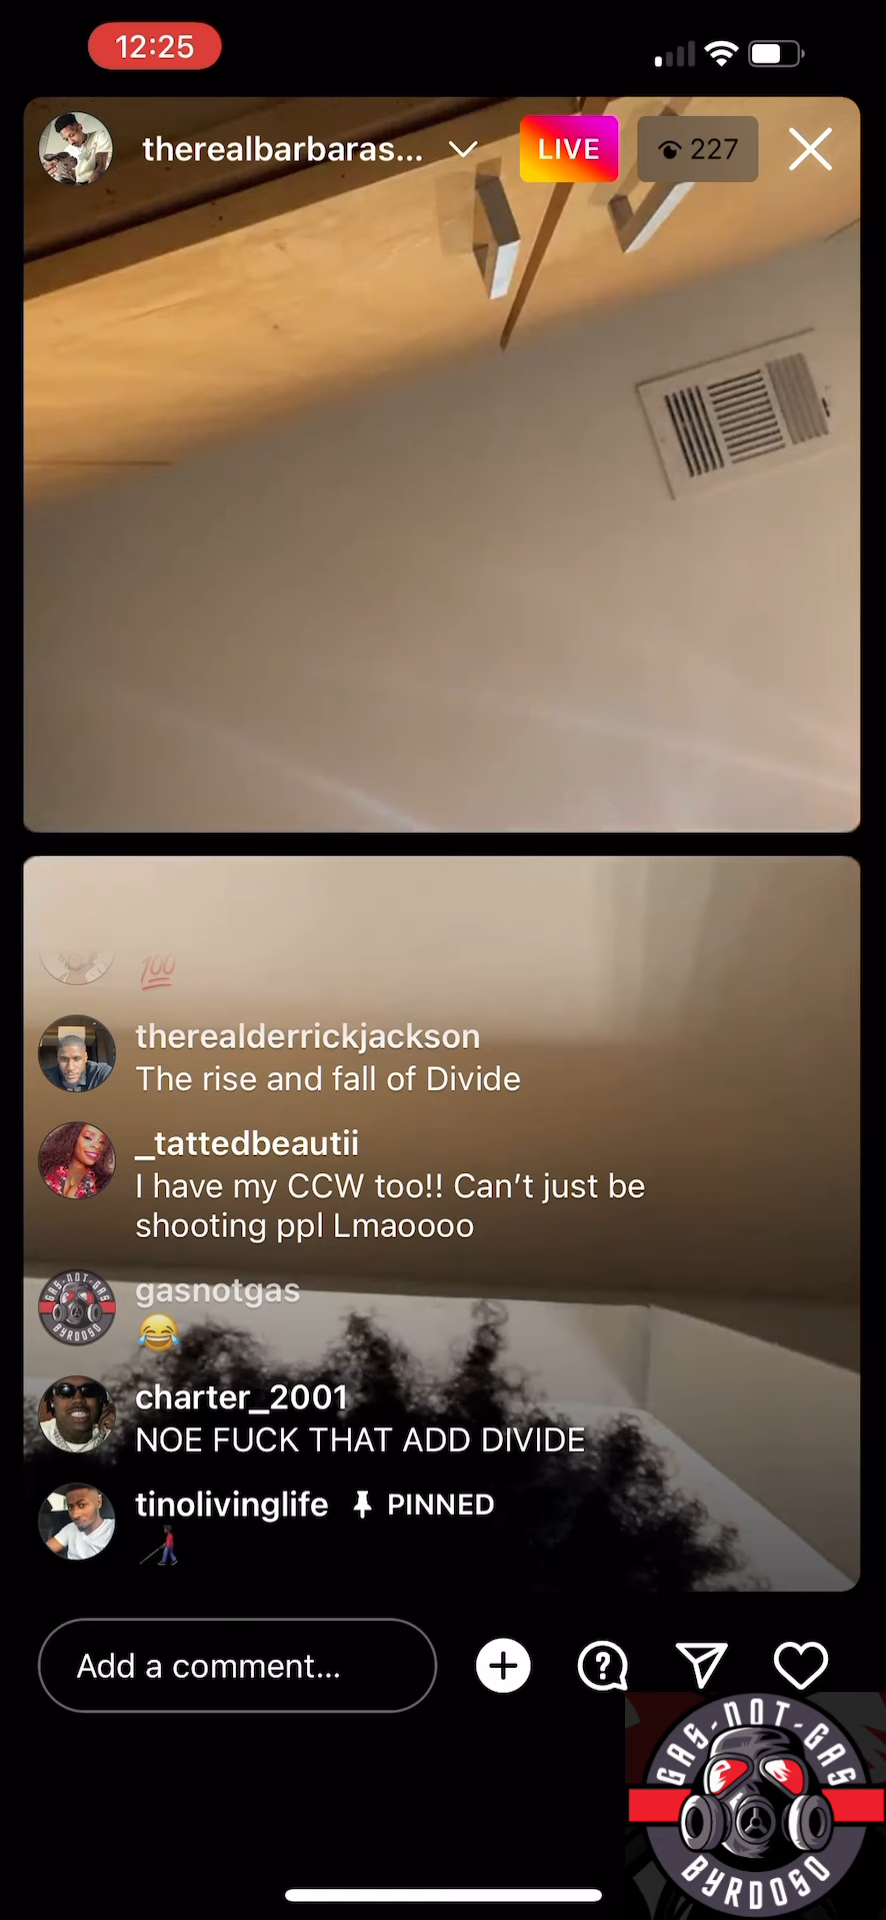 12:25
therealbarbaras...
LIVE
227
💯
therealderrickjackson
The rise and fall of Divide
_tattedbeautii
I have my CCW too!! Can't just be
shooting ppl Lmaoooo
gasnotgas
😂
charter_2001
NOE FUCK THAT ADD DIVIDE
tinolivinglife PINNED
Add a comment...
GAS-NOT-GAS
BYRDOSO